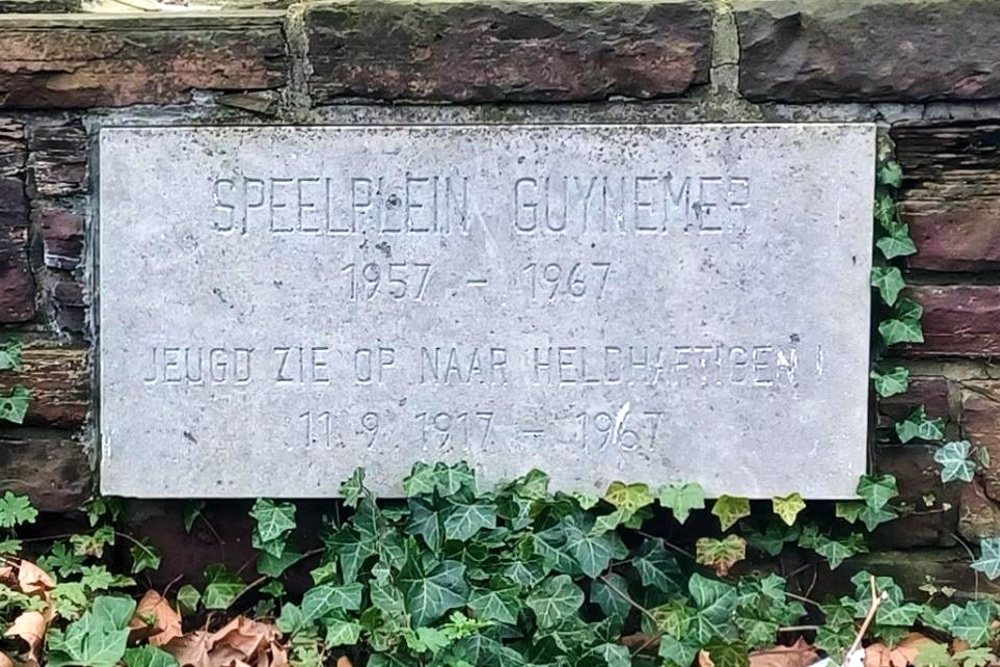 SPEELPLEIN GUYNEMER
1957 - 1967
JEUGD ZIE OP NAAR HELDHAFTIGEN !
11 9 1917 - 1967